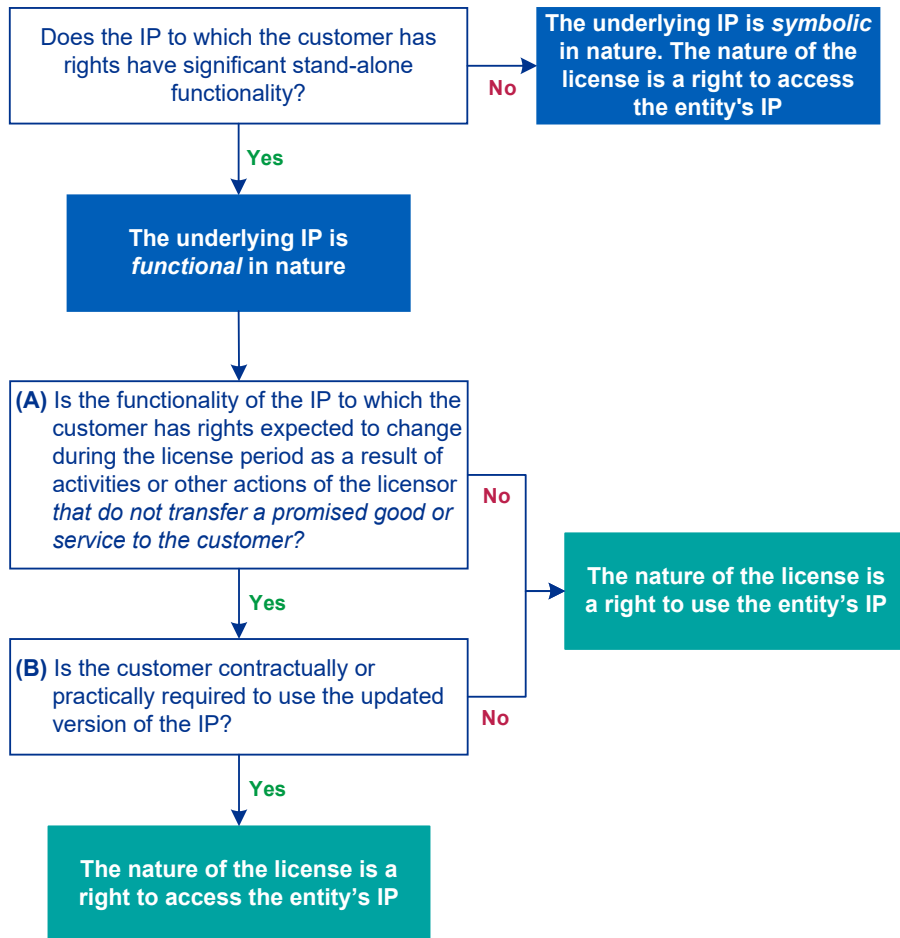 Does the IP to which the customer has
rights have significant stand-alone
functionality?
No
The underlying IP is symbolic
in nature. The nature of the
license is a right to access
the entity's IP
Yes
The underlying IP is
functional in nature
(A) Is the functionality of the IP to which the
customer has rights expected to change
during the license period as a result of
activities or other actions of the licensor
that do not transfer a promised good or
service to the customer?
No
The nature of the license is
a right to use the entity’s IP
Yes
(B) Is the customer contractually or
practically required to use the updated
version of the IP?
No
Yes
The nature of the license is a
right to access the entity’s IP